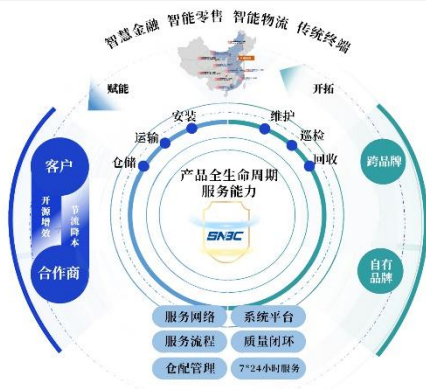 智慧金融 智能零售 智能物流 传统终端
赋能
开拓
安装
维护
运输
巡检
仓储
回收
客户
跨品牌
产品全生命周期
服务能力
开源增效
节流降本
SNBC
合作商
自有
品牌
服务网络
系统平台
服务流程
质量闭环
仓配管理
7*24小时服务